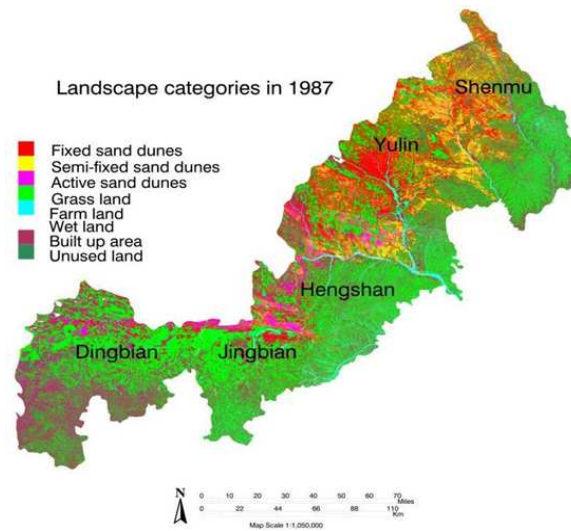 Landscape categories in 1987
Shenmu
Yulin
Fixed sand dunes
Semi-fixed sand dunes
Active sand dunes
Grass land
Farm land
Wet land
Built up area
Unused land
Hengshan
Dingbian
Jingbian
N
0 10 20 30 40 50 60 70
Miles
0 22 44 66 88 110
Km
Map Scale 1:1,050,000